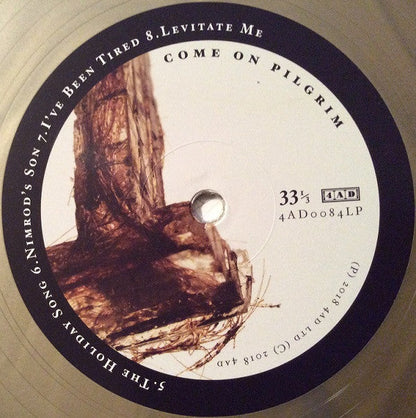 COME ON PILGRIM
33⅓ 4AD
4AD0084LP
(P) 2018 4AD LTD (C) 2018 4AD
5.THE HOLIDAY SONG 6.NIMROD'S SON 7.I'VE BEEN TIRED 8.LEVITATE ME